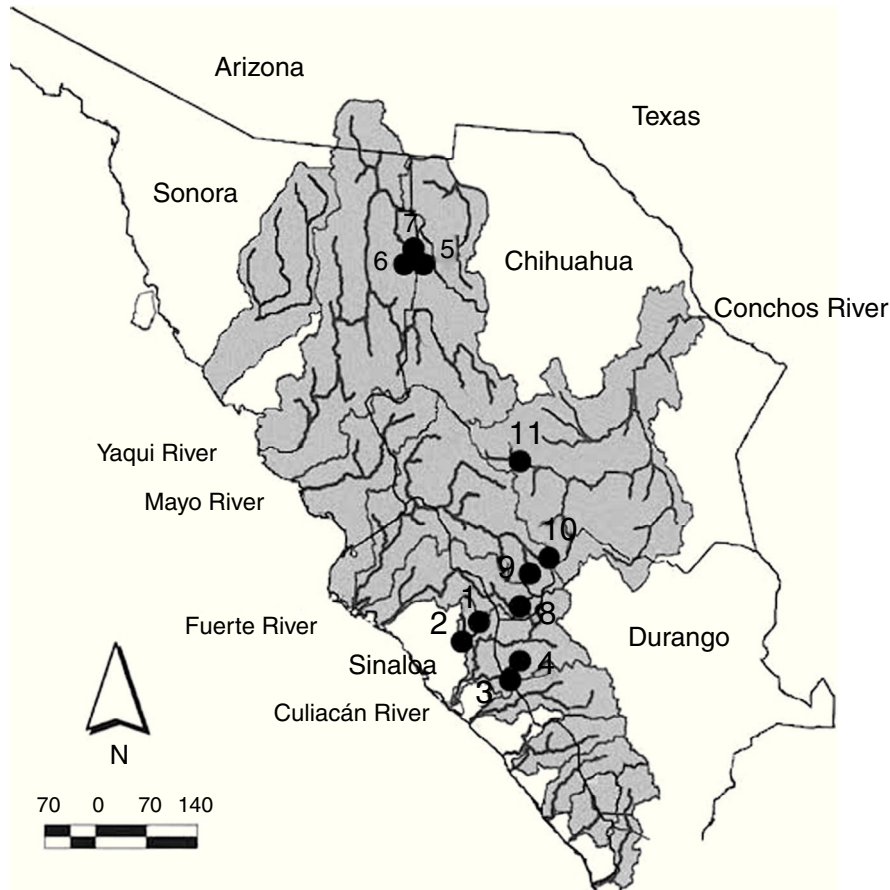 Arizona
Texas
Sonora
7
6
5
Chihuahua
Conchos River
11
Yaqui River
Mayo River
10
9
1
8
2
Fuerte River
Durango
Sinaloa
4
3
Culiacán River
N
70 0 70 140